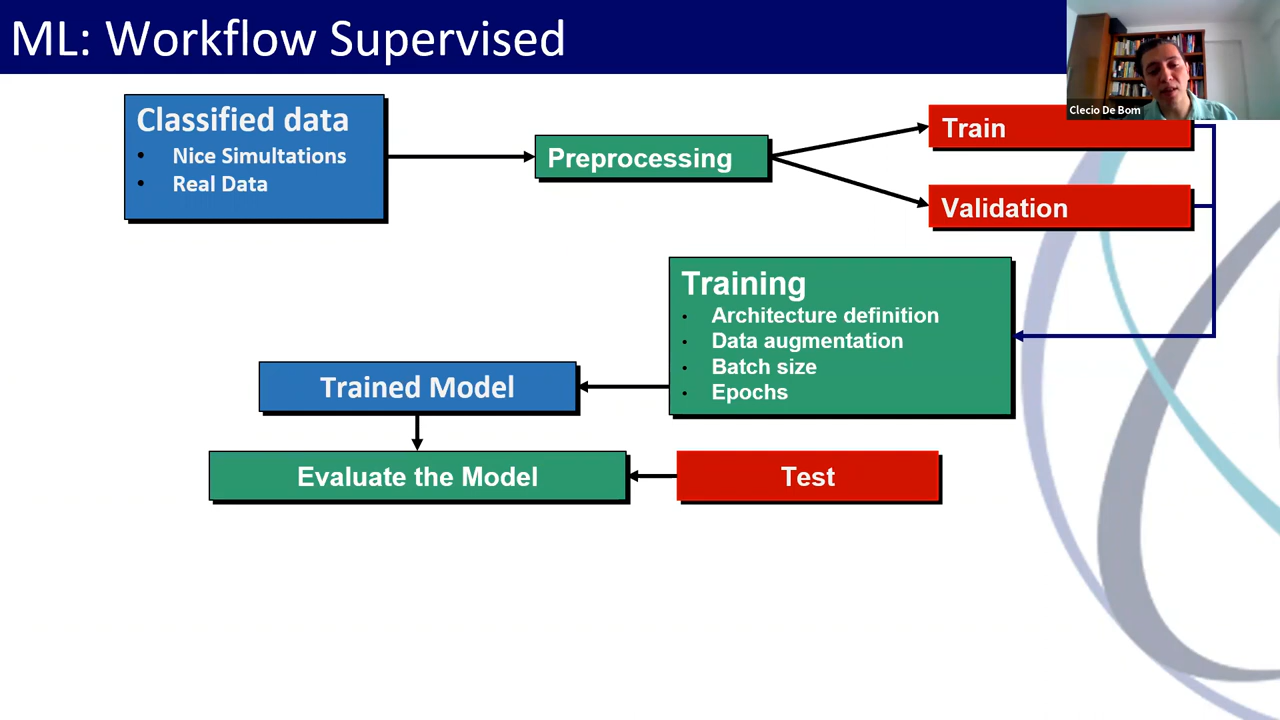 ML: Workflow Supervised
Clecio De Bom
Classified data
• Nice Simultations
• Real Data
Preprocessing
Train
Validation
Training
• Architecture definition
• Data augmentation
• Batch size
• Epochs
Trained Model
Evaluate the Model
Test